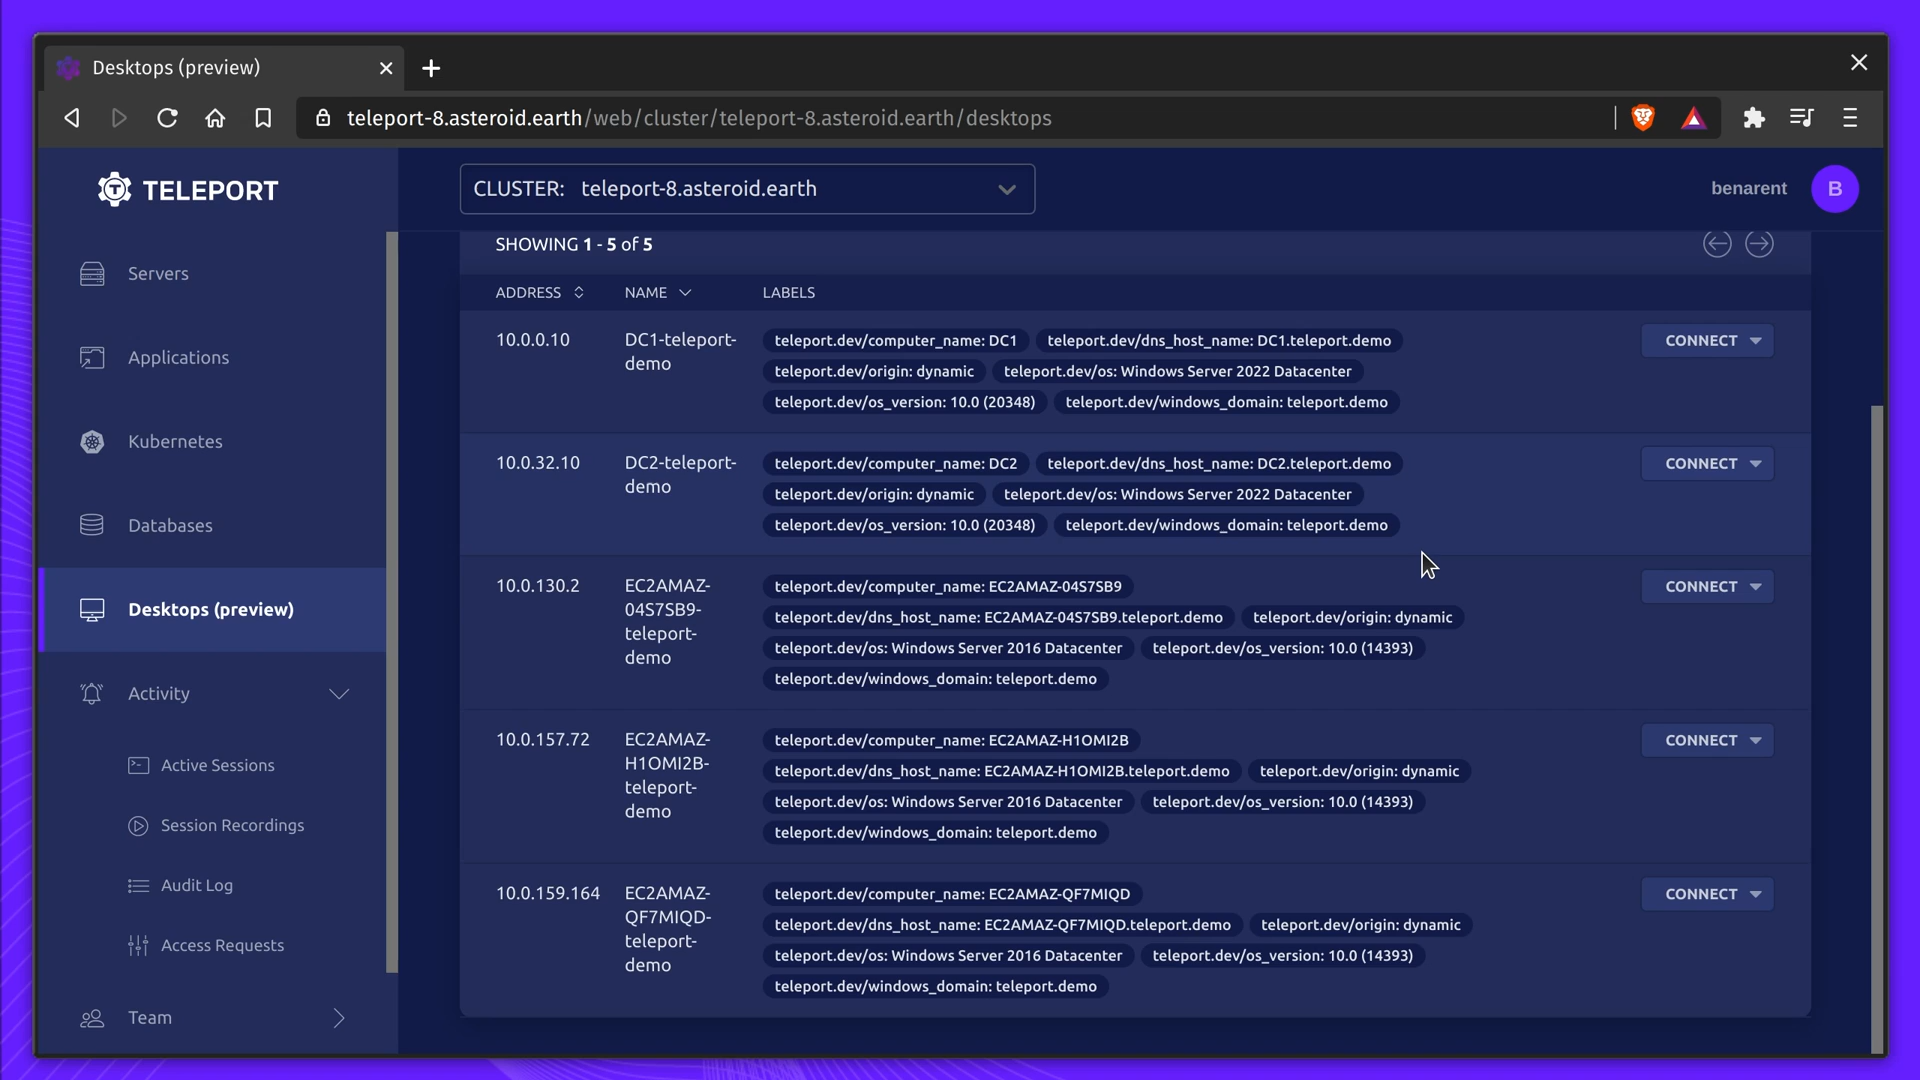 Desktops (preview)
teleport-8.asteroid.earth/web/cluster/teleport-8.asteroid.earth/desktops
TELEPORT
CLUSTER: teleport-8.asteroid.earth
benarent
B
Servers
Applications
Kubernetes
Databases
Desktops (preview)
Activity
Active Sessions
Session Recordings
Audit Log
Access Requests
Team
SHOWING 1 - 5 of 5
ADDRESS NAME LABELS
10.0.0.10
DC1-teleport-
demo
teleport.dev/computer_name: DC1 teleport.dev/dns_host_name: DC1.teleport.demo
teleport.dev/origin: dynamic teleport.dev/os: Windows Server 2022 Datacenter
teleport.dev/os_version: 10.0 (20348) teleport.dev/windows_domain: teleport.demo
CONNECT
10.0.32.10
DC2-teleport-
demo
teleport.dev/computer_name: DC2 teleport.dev/dns_host_name: DC2.teleport.demo
teleport.dev/origin: dynamic teleport.dev/os: Windows Server 2022 Datacenter
teleport.dev/os_version: 10.0 (20348) teleport.dev/windows_domain: teleport.demo
CONNECT
10.0.130.2
EC2AMAZ-
04S7SB9-
teleport-
demo
teleport.dev/computer_name: EC2AMAZ-04S7SB9
teleport.dev/dns_host_name: EC2AMAZ-04S7SB9.teleport.demo teleport.dev/origin: dynamic
teleport.dev/os: Windows Server 2016 Datacenter teleport.dev/os_version: 10.0 (14393)
teleport.dev/windows_domain: teleport.demo
CONNECT
10.0.157.72
EC2AMAZ-
H1OMI2B-
teleport-
demo
teleport.dev/computer_name: EC2AMAZ-H1OMI2B
teleport.dev/dns_host_name: EC2AMAZ-H1OMI2B.teleport.demo teleport.dev/origin: dynamic
teleport.dev/os: Windows Server 2016 Datacenter teleport.dev/os_version: 10.0 (14393)
teleport.dev/windows_domain: teleport.demo
CONNECT
10.0.159.164
EC2AMAZ-
QF7MIQD-
teleport-
demo
teleport.dev/computer_name: EC2AMAZ-QF7MIQD
teleport.dev/dns_host_name: EC2AMAZ-QF7MIQD.teleport.demo teleport.dev/origin: dynamic
teleport.dev/os: Windows Server 2016 Datacenter teleport.dev/os_version: 10.0 (14393)
teleport.dev/windows_domain: teleport.demo
CONNECT